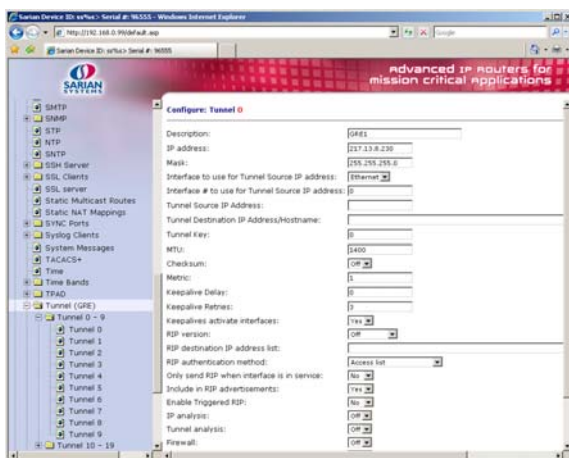 Sarian Device ID: ss%s> Serial #: 96555 - Windows Internet Explorer
http://192.168.0.99/default.asp
Google
Sarian Device ID: ss%s> Serial #: 96555
SARIAN
SYSTEMS
Advanced IP Routers for
mission critical applications
SMTP
SNMP
STP
NTP
SNTP
SSH Server
SSL Clients
SSL server
Static Multicast Routes
Static NAT Mappings
SYNC Ports
Syslog Clients
System Messages
TACACS+
Time
Time Bands
TPAD
Tunnel (GRE)
Tunnel 0 - 9
Tunnel 0
Tunnel 1
Tunnel 2
Tunnel 3
Tunnel 4
Tunnel 5
Tunnel 6
Tunnel 7
Tunnel 8
Tunnel 9
Tunnel 10 - 19
Configure: Tunnel 0
Description: GRE1
IP address: 217.13.8.230
Mask: 255.255.255.0
Interface to use for Tunnel Source IP address: Ethernet
Interface # to use for Tunnel Source IP address: 0
Tunnel Source IP Address:
Tunnel Destination IP Address/Hostname:
Tunnel Key: 0
MTU: 1400
Checksum: Off
Metric: 1
Keepalive Delay: 0
Keepalive Retries: 3
Keepalives activate interfaces: Yes
RIP version: Off
RIP destination IP address list:
RIP authentication method: Access list
Only send RIP when interface is in service: No
Include in RIP advertisements: Yes
Enable Triggered RIP: No
IP analysis: Off
Tunnel analysis: Off
Firewall: Off